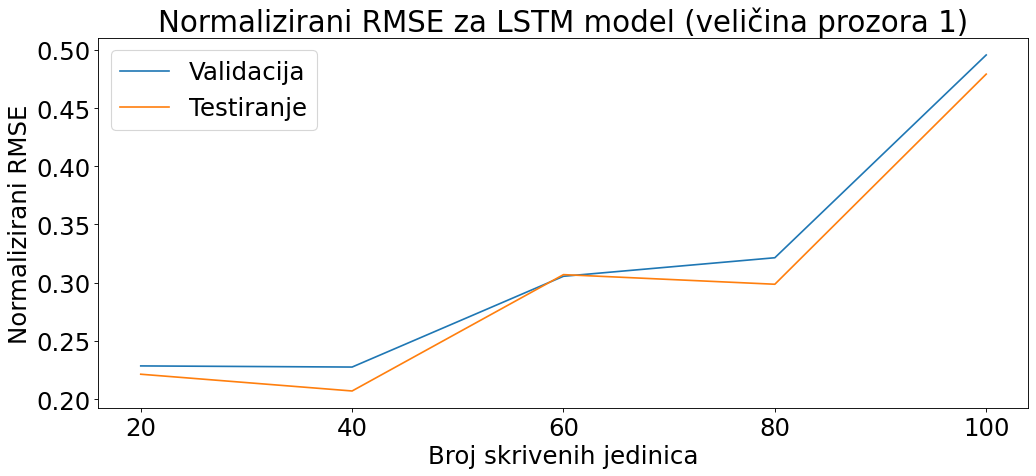 Normalizirani RMSE za LSTM model (veličina prozora 1)
Validacija
Testiranje
Normalizirani RMSE
0.50
0.45
0.40
0.35
0.30
0.25
0.20
20 40 60 80 100
Broj skrivenih jedinica